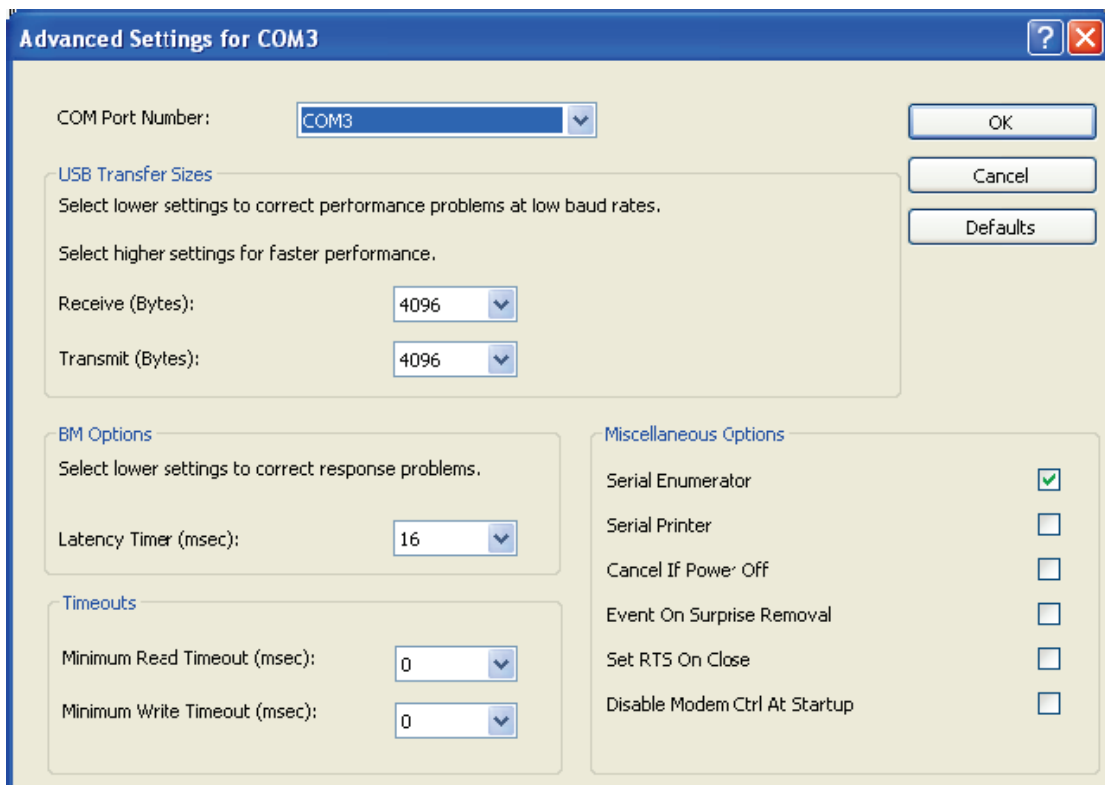 Advanced Settings for COM3
COM Port Number:
COM3
OK
Cancel
Defaults
USB Transfer Sizes
Select lower settings to correct performance problems at low baud rates.
Select higher settings for faster performance.
Receive (Bytes):
4096
Transmit (Bytes):
4096
BM Options
Select lower settings to correct response problems.
Latency Timer (msec):
16
Timeouts
Minimum Read Timeout (msec):
0
Minimum Write Timeout (msec):
0
Miscellaneous Options
Serial Enumerator
Serial Printer
Cancel If Power Off
Event On Surprise Removal
Set RTS On Close
Disable Modem Ctrl At Startup